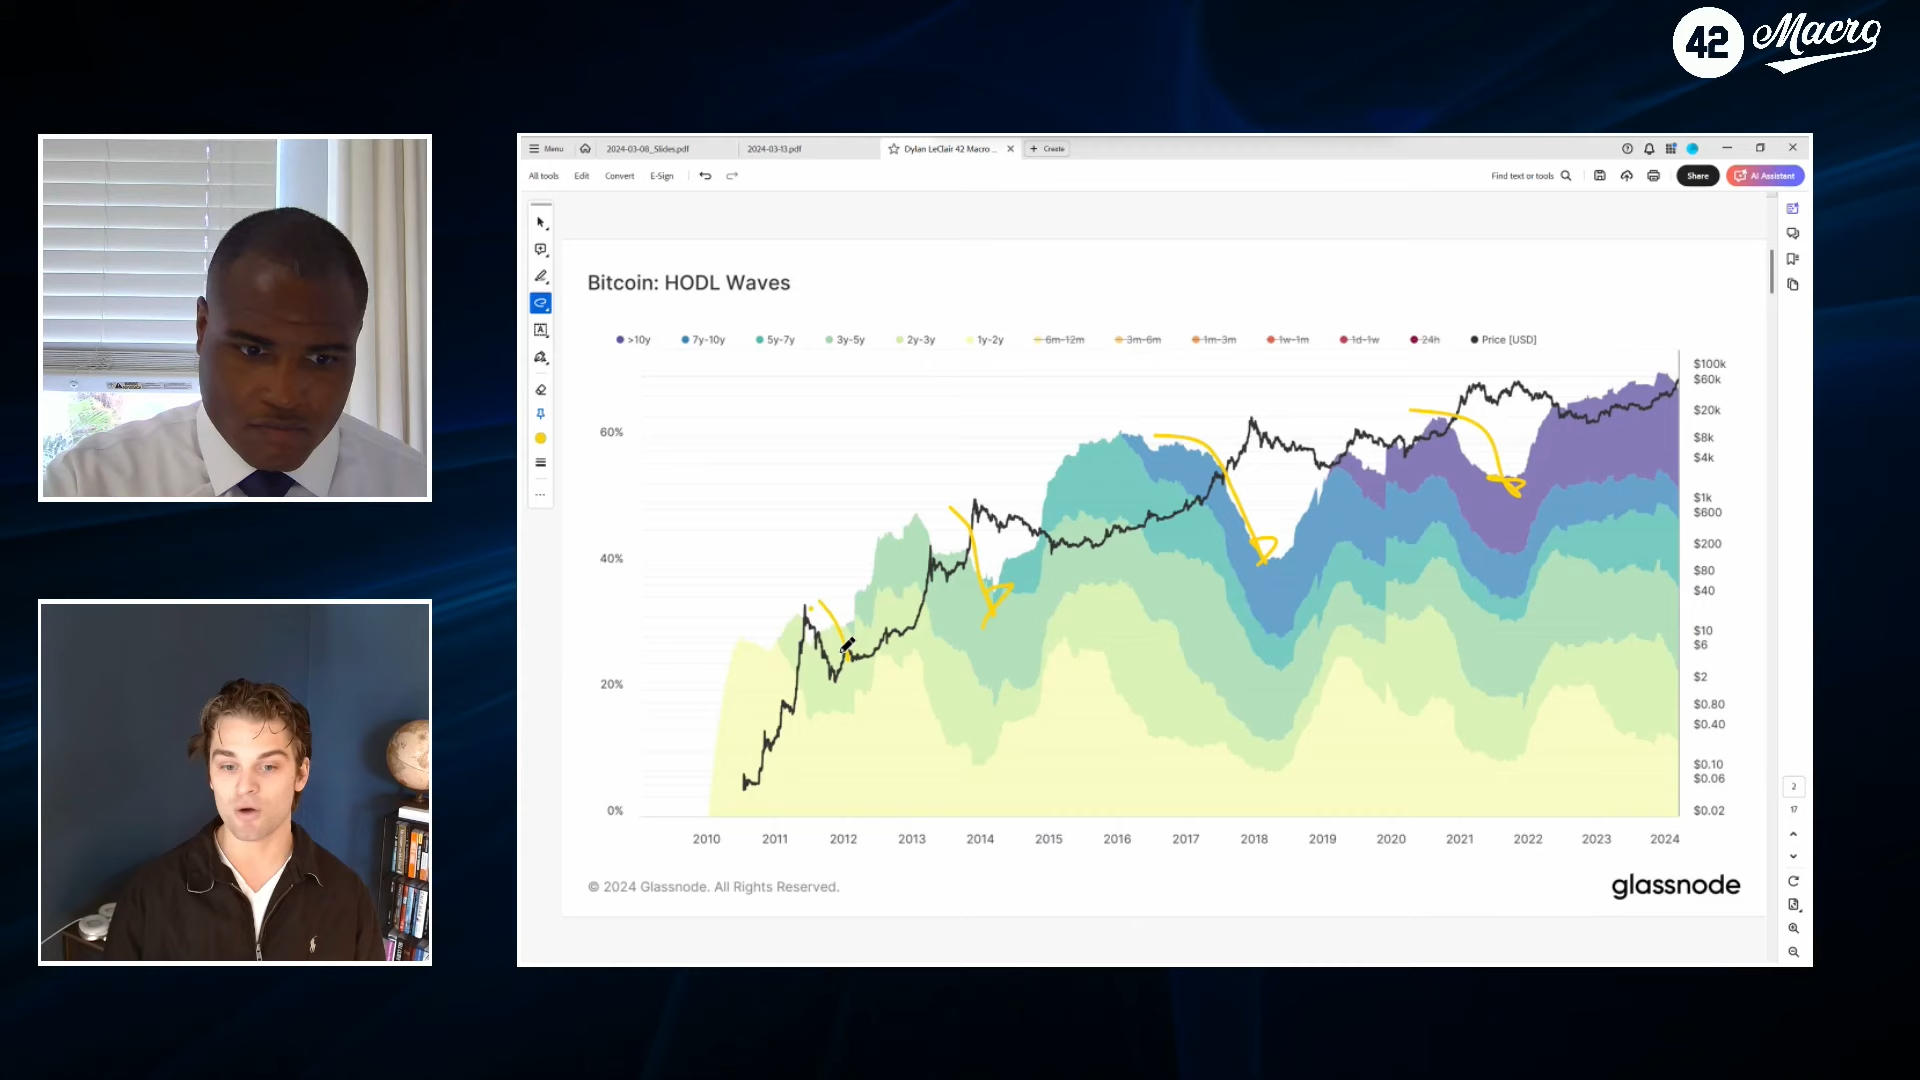 42 Macro
Menu 2024-03-08_Slides.pdf 2024-03-13.pdf Dylan LeClair 42 Macro ... Create
All tools Edit Convert E-Sign Find text or tools Share AI Assistant
Bitcoin: HODL Waves
>10y 7y-10y 5y-7y 3y-5y 2y-3y 1y-2y 6m-12m 3m-6m 1m-3m 1w-1m 1d-1w 24h Price [USD]
$100k
$60k
$20k
60%
$8k
$4k
$1k
$600
$200
40%
$80
$40
$10
$6
$2
20%
$0.80
$0.40
$0.10
$0.06
2
0%
17
$0.02
2010 2011 2012 2013 2014 2015 2016 2017 2018 2019 2020 2021 2022 2023 2024
© 2024 Glassnode. All Rights Reserved.
glassnode